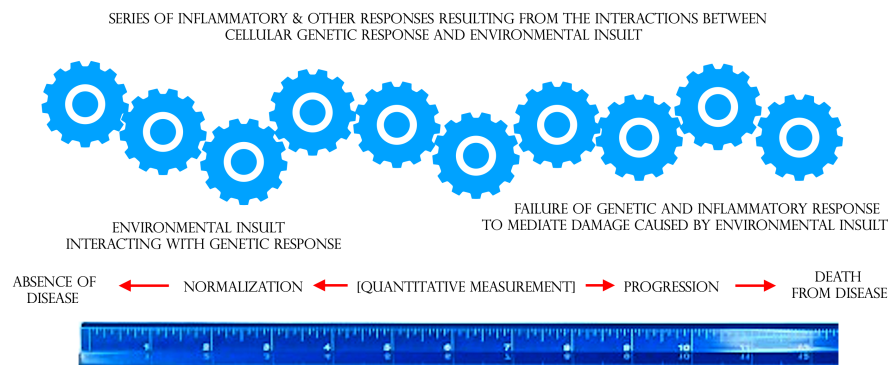 SERIES OF INFLAMMATORY & OTHER RESPONSES RESULTING FROM THE INTERACTIONS BETWEEN
CELLULAR GENETIC RESPONSE AND ENVIRONMENTAL INSULT
ENVIRONMENTAL INSULT
INTERACTING WITH GENETIC RESPONSE
FAILURE OF GENETIC AND INFLAMMATORY RESPONSE
TO MEDIATE DAMAGE CAUSED BY ENVIRONMENTAL INSULT
ABSENCE OF
DISEASE
NORMALIZATION
[QUANTITATIVE MEASUREMENT]
PROGRESSION
DEATH
FROM DISEASE
1 2 3 4 5 6 7 8 9 10 11